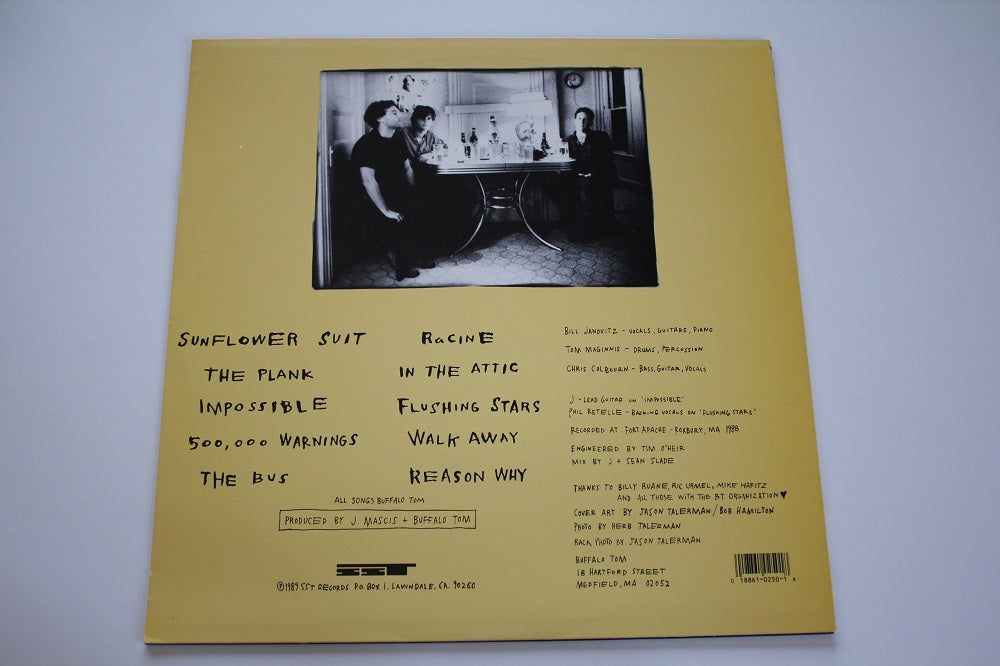 SUNFLOWER SUIT
THE PLANK
IMPOSSIBLE
500,000 WARNINGS
THE BUS
RaCINE
IN THE ATTIC
FLUSHING STARS
WALK AWAY
REASON WHY
ALL SONGS BUFFALO TOM
PRODUCED BY J MASCIS + BUFFALO TOM
SST
©1989 SST RECORDS P.O. BOX 1, LAWNDALE, CA. 90260
BILL JANOVITZ - VOCALS, GUITARS, PIANO
TOM MAGINNIS - DRUMS, PERCUSSION
CHRIS COLBOURN - BASS, GUITAR, VOCALS
J - LEAD GUITAR ON 'IMPOSSIBLE'
PHIL RETELLE - BACKING VOCALS ON 'FLUSHING STARS'
RECORDED AT FORT APACHE - ROXBURY, MA 1988
ENGINEERED BY TIM O'HEIR
MIX BY J + SEAN SLADE
THANKS TO BILLY RUANE, RIC URMEL, MIKE HAFITZ
AND ALL THOSE WITH THE B.T. ORGANIZATION ♥
COVER ART BY JASON TALERMAN/BOB HAMILTON
PHOTO BY HERB TALERMAN
BACK PHOTO BY JASON TALERMAN
BUFFALO TOM
18 HARTFORD STREET
MEDFIELD, MA 02052
0 18861-0250-1 8